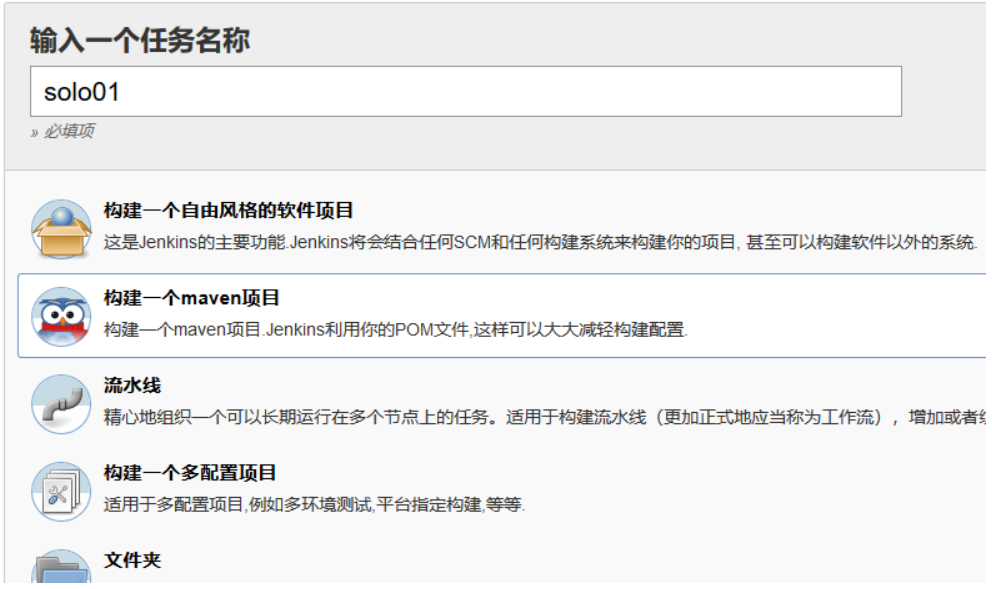 输入一个任务名称
solo01
» 必填项
构建一个自由风格的软件项目
这是Jenkins的主要功能.Jenkins将会结合任何SCM和任何构建系统来构建你的项目, 甚至可以构建软件以外的系统.
构建一个maven项目
构建一个maven项目.Jenkins利用你的POM文件,这样可以大大减轻构建配置.
流水线
精心地组织一个可以长期运行在多个节点上的任务。适用于构建流水线（更加正式地应当称为工作流），增加或者
构建一个多配置项目
适用于多配置项目,例如多环境测试,平台指定构建,等等.
文件夹